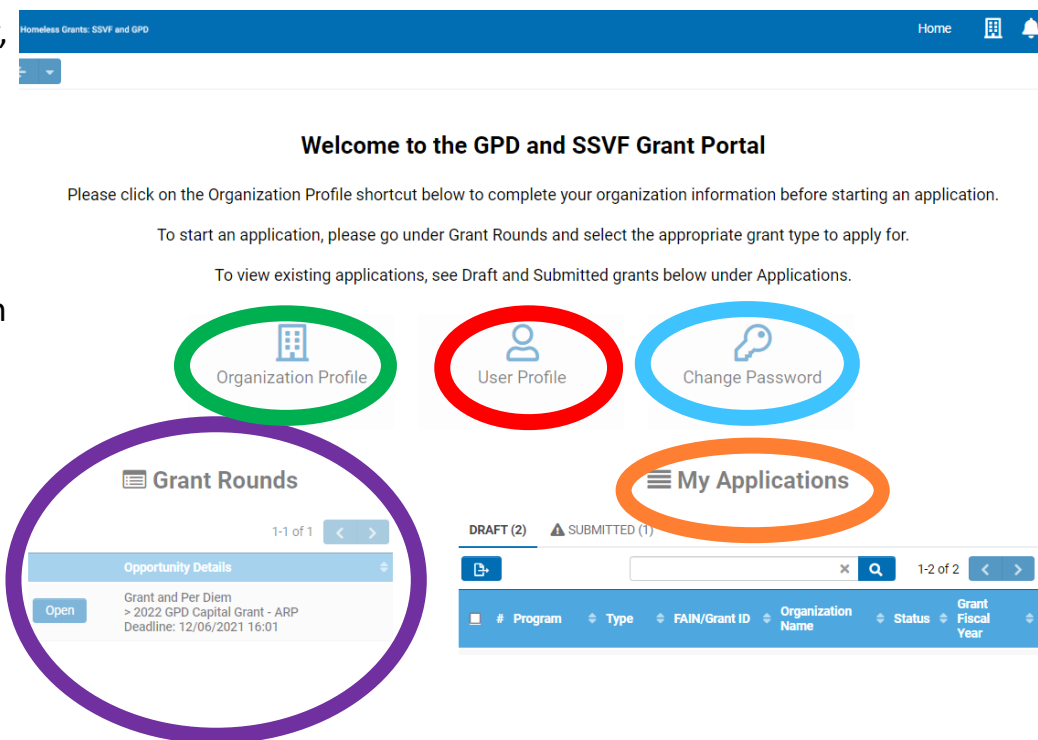 Homeless Grants: SSVF and GPD
Home
Welcome to the GPD and SSVF Grant Portal
Please click on the Organization Profile shortcut below to complete your organization information before starting an application.
To start an application, please go under Grant Rounds and select the appropriate grant type to apply for.
To view existing applications, see Draft and Submitted grants below under Applications.
Organization Profile
User Profile
Change Password
Grant Rounds
1-1 of 1
Opportunity Details
Open
Grant and Per Diem
> 2022 GPD Capital Grant - ARP
Deadline: 12/06/2021 16:01
My Applications
DRAFT (2) SUBMITTED (1)
1-2 of 2
# Program Type FAIN/Grant ID Organization Name Status Grant Fiscal Year